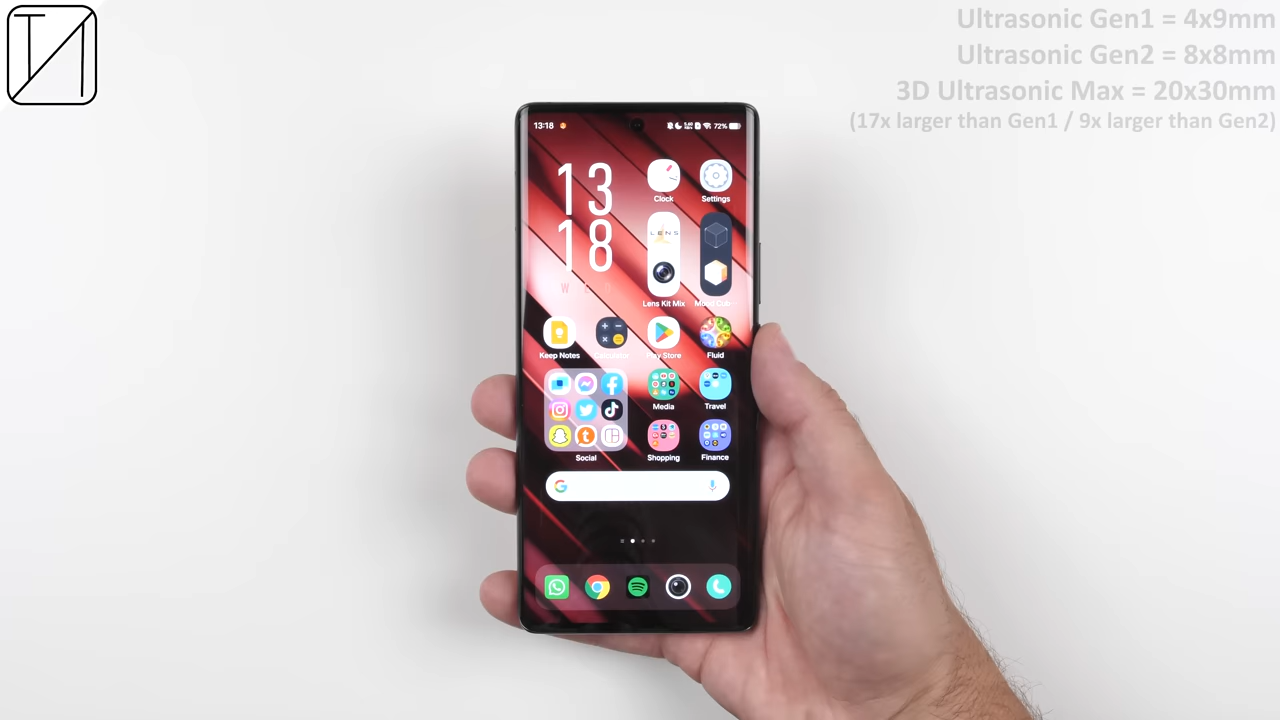 Ultrasonic Gen1 = 4x9mm
Ultrasonic Gen2 = 8x8mm
3D Ultrasonic Max = 20x30mm
(17x larger than Gen1 / 9x larger than Gen2)
13:18
72%
13
18
Clock
Settings
LENS
Lens Kit Mix
Keep Notes
Calculator
Play Store
Fluid
Media
Travel
Social
Shopping
Finance